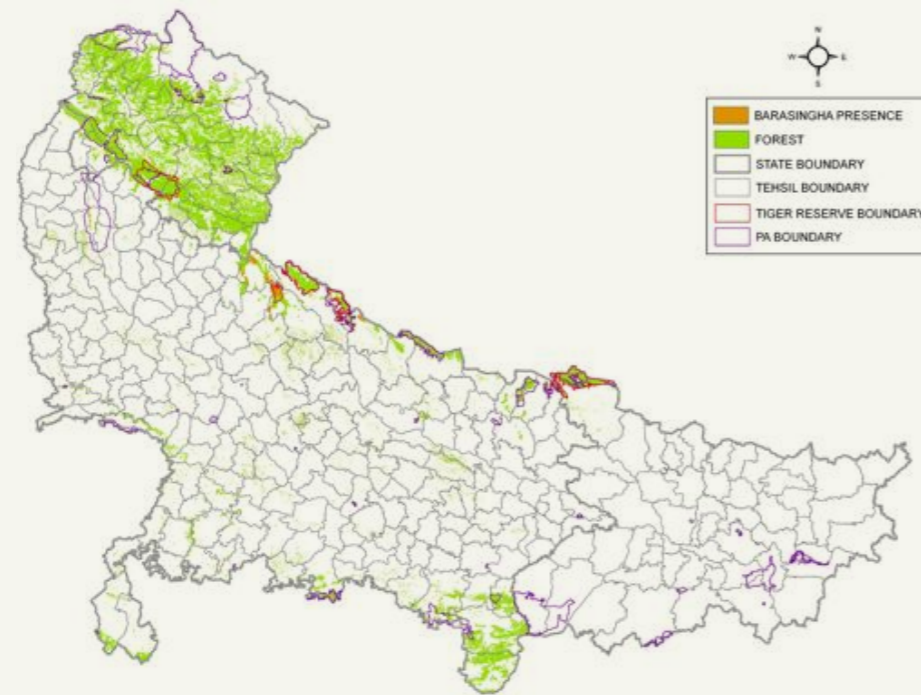 N
W E
S
BARASINGHA PRESENCE
FOREST
STATE BOUNDARY
TEHSIL BOUNDARY
TIGER RESERVE BOUNDARY
PA BOUNDARY